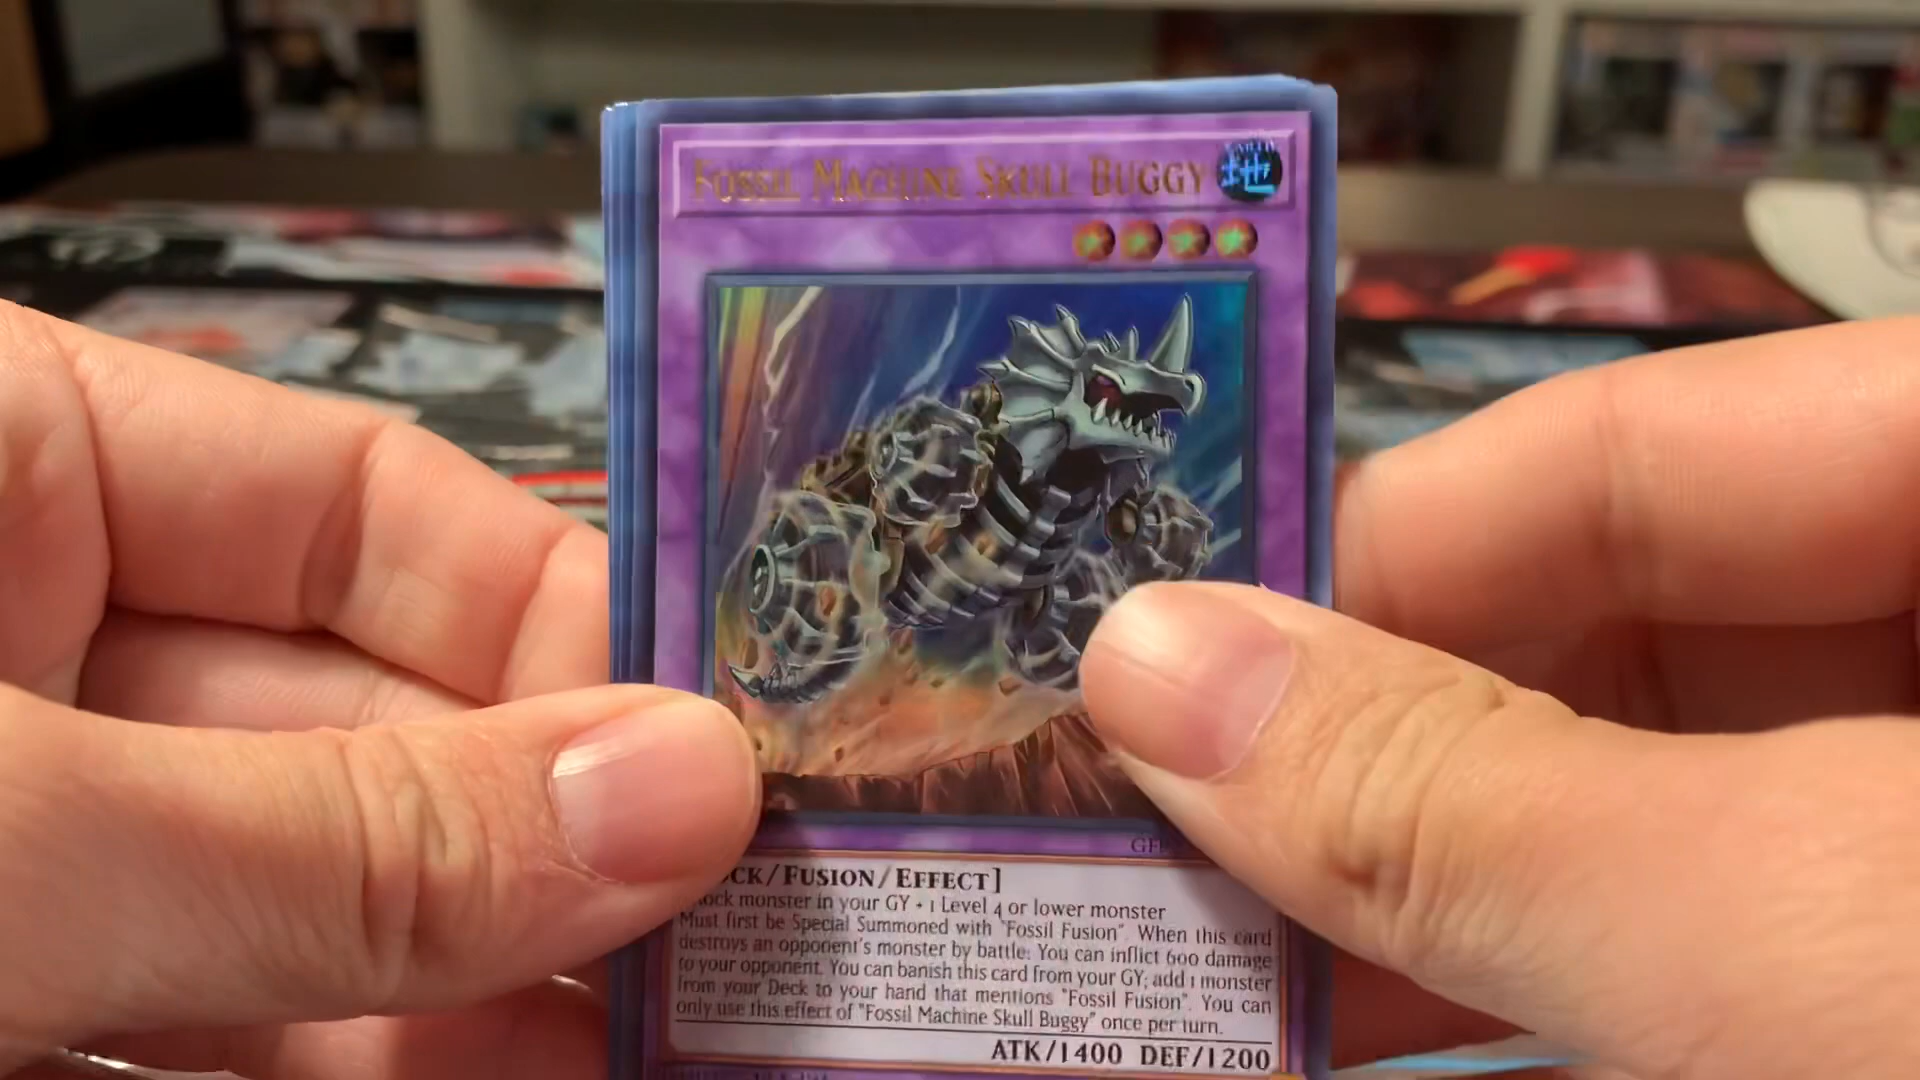 FOSSIL MACHINE SKULL BUGGY
EARTH
地
GF
CK/FUSION/EFFECT]
Rock monster in your GY + 1 Level 4 or lower monster
Must first be Special Summoned with "Fossil Fusion". When this card
destroys an opponent's monster by battle: You can inflict 600 damage
to your opponent. You can banish this card from your GY; add 1 monster
from your Deck to your hand that mentions "Fossil Fusion". You can
only use this effect of "Fossil Machine Skull Buggy" once per turn.
ATK/1400 DEF/1200